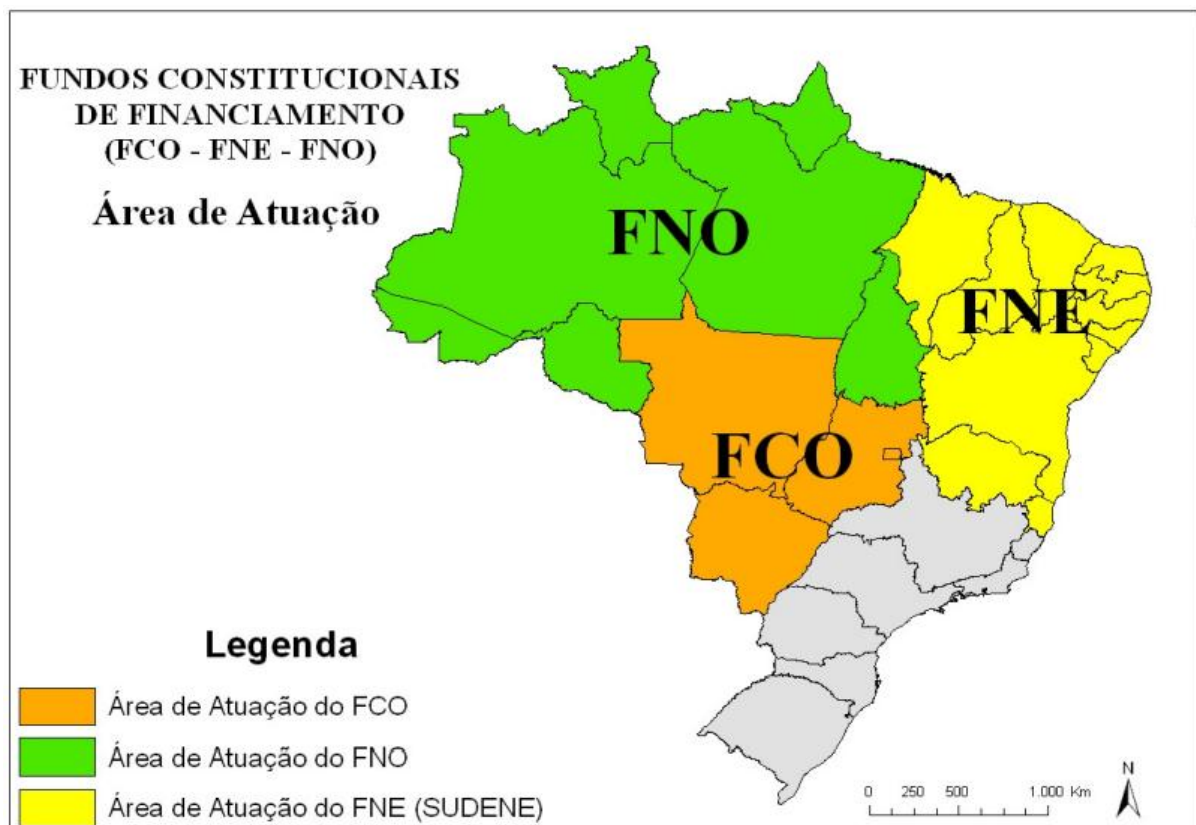 FUNDOS CONSTITUCIONAIS
DE FINANCIAMENTO
(FCO - FNE - FNO)
Área de Atuação
FNO
FNE
FCO
Legenda
Área de Atuação do FCO
Área de Atuação do FNO
Área de Atuação do FNE (SUDENE)
0 250 500 1.000 Km
N